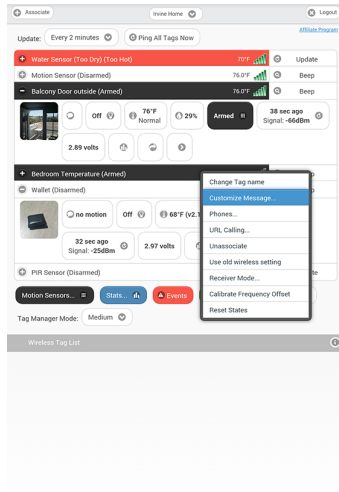 Associate
Irvine Home
Logout
Affiliate Program
Update: Every 2 minutes
Ping All Tags Now
Water Sensor (Too Dry) (Too Hot) 70°F Update
Motion Sensor (Disarmed) 76.0°F Beep
Balcony Door outside (Armed) 76.0°F Beep
Off
76°F
Normal
29%
Armed
38 sec ago
Signal: -66dBm
2.89 volts
Bedroom Temperature (Armed)
Wallet (Disarmed)
no motion
Off
68°F (v2.1
32 sec ago
Signal: -25dBm
2.97 volts
PIR Sensor (Disarmed)
Change Tag name
Customize Message...
Phones...
URL Calling...
Unassociate
Use old wireless setting
Receiver Mode...
Calibrate Frequency Offset
Reset States
Motion Sensors...
Stats...
Events
Tag Manager
Mode: Medium
Wireless Tag List